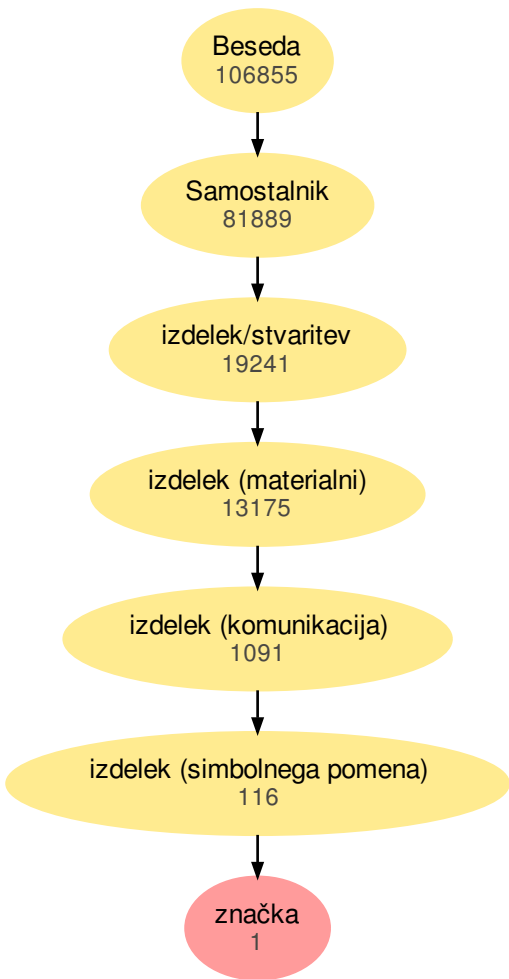 Beseda
106855
Samostalnik
81889
izdelek/stvaritev
19241
izdelek (materialni)
13175
izdelek (komunikacija)
1091
izdelek (simbolnega pomena)
116
značka
1